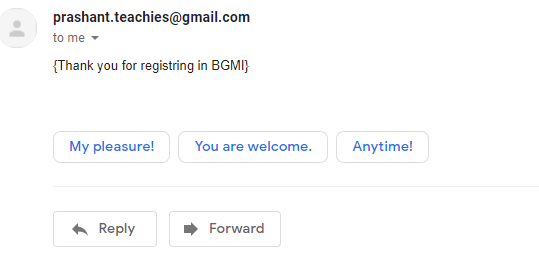 prashant.teachies@gmail.com
to me
{Thank you for registring in BGMI}
My pleasure! You are welcome. Anytime!
Reply Forward